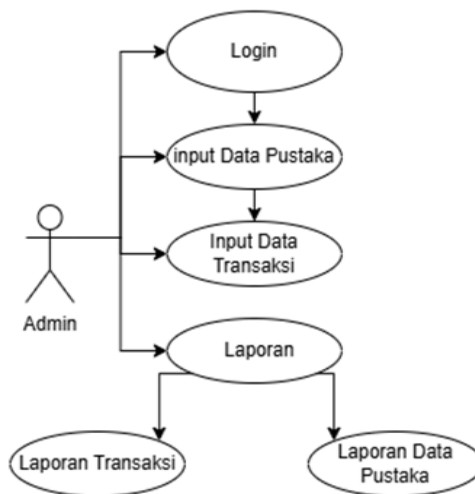 Login
input Data Pustaka
Input Data
Transaksi
Admin
Laporan
Laporan Transaksi
Laporan Data
Pustaka